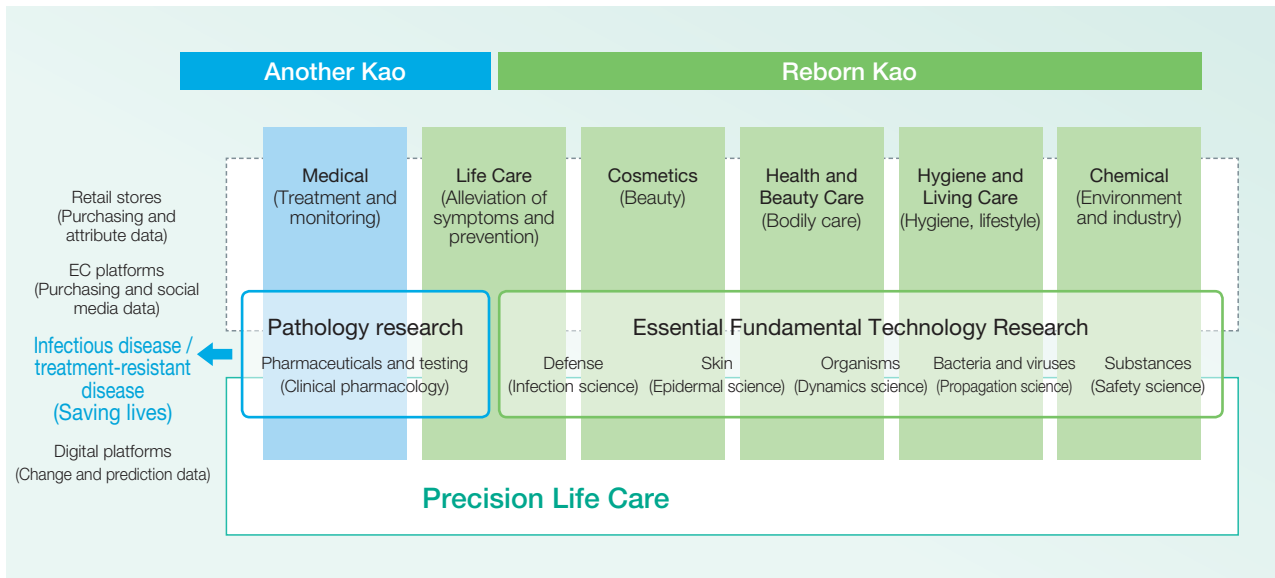 Another Kao
Reborn Kao
Medical
(Treatment and
monitoring)
Life Care
(Alleviation of
symptoms and
prevention)
Cosmetics
(Beauty)
Health and
Beauty Care
(Bodily care)
Hygiene and
Living Care
(Hygiene, lifestyle)
Chemical
(Environment
and industry)
Retail stores
(Purchasing and
attribute data)
EC platforms
(Purchasing and social
media data)
Infectious disease /
treatment-resistant
disease
(Saving lives)
Digital platforms
(Change and prediction data)
Pathology research
Pharmaceuticals and testing
(Clinical pharmacology)
Essential Fundamental Technology Research
Defense
(Infection science)
Skin
(Epidermal science)
Organisms
(Dynamics science)
Bacteria and viruses
(Propagation science)
Substances
(Safety science)
Precision Life Care